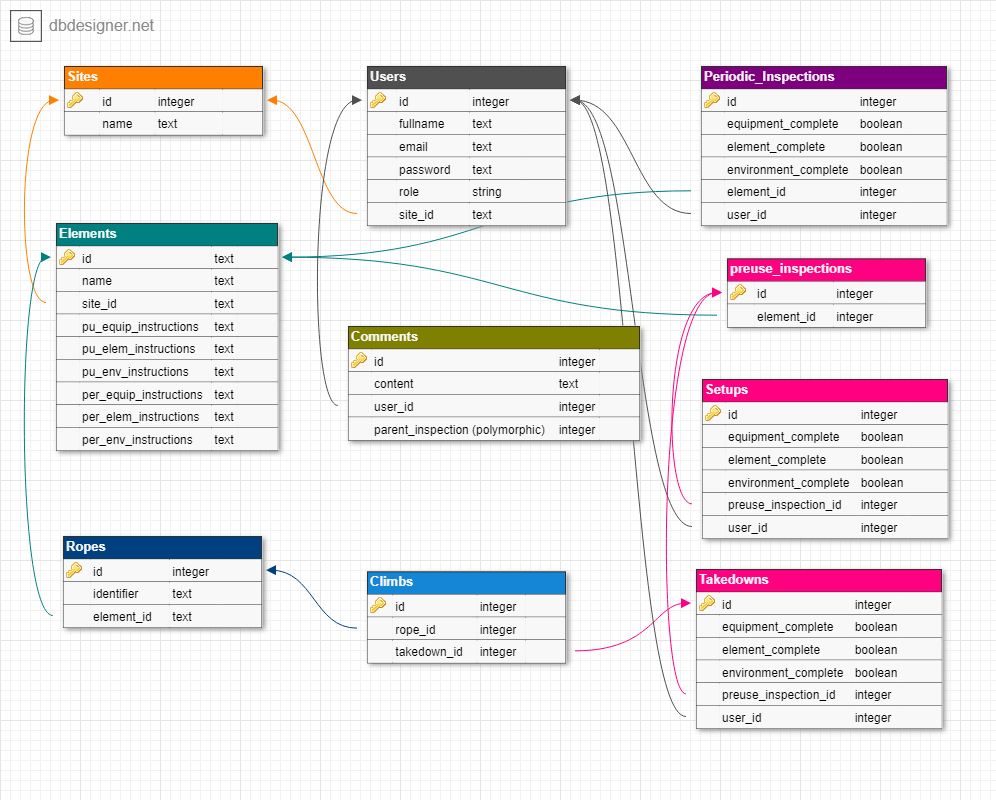 dbdesigner.net
Sites
id integer
name text
Users
id integer
fullname text
email text
password text
role string
site_id text
Periodic_Inspections
id integer
equipment_complete boolean
element_complete boolean
environment_complete boolean
element_id integer
user_id integer
Elements
id text
name text
site_id text
pu_equip_instructions text
pu_elem_instructions text
pu_env_instructions text
per_equip_instructions text
per_elem_instructions text
per_env_instructions text
preuse_inspections
id integer
element_id integer
Comments
id integer
content text
user_id integer
parent_inspection (polymorphic) integer
Setups
id integer
equipment_complete boolean
element_complete boolean
environment_complete boolean
preuse_inspection_id integer
user_id integer
Ropes
id integer
identifier text
element_id text
Climbs
id integer
rope_id integer
takedown_id integer
Takedowns
id integer
equipment_complete boolean
element_complete boolean
environment_complete boolean
preuse_inspection_id integer
user_id integer